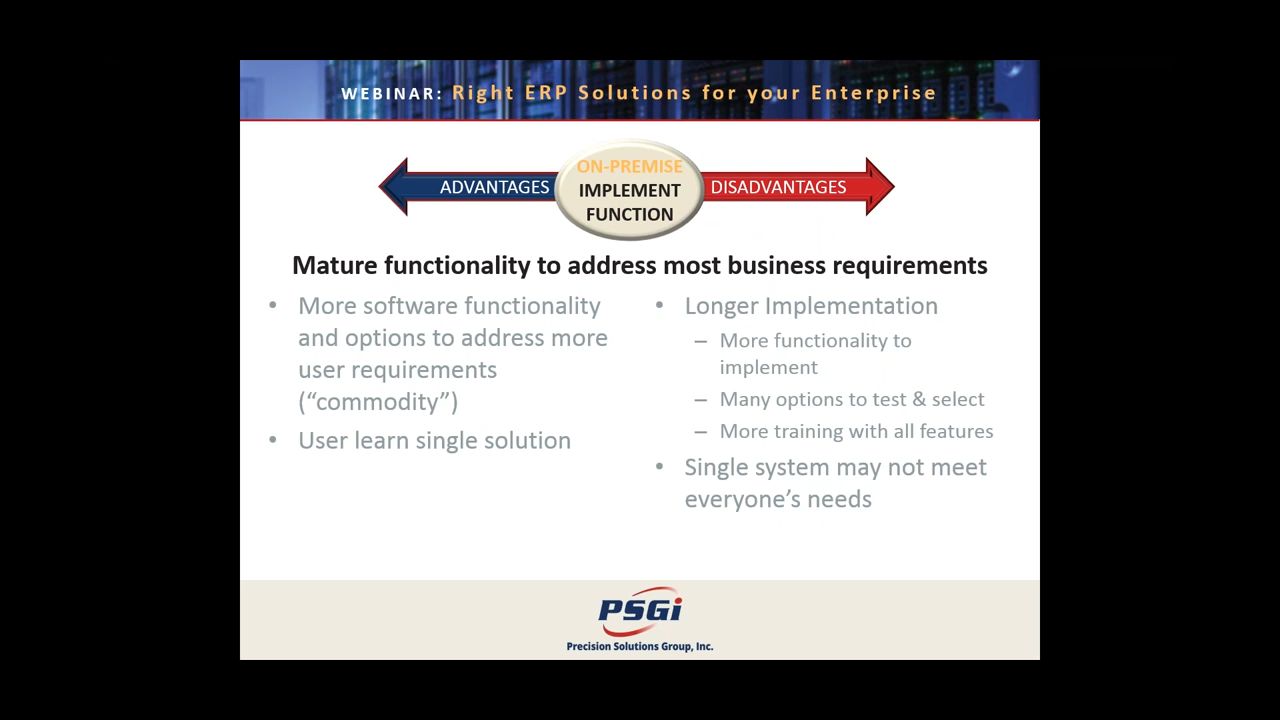 WEBINAR: Right ERP Solutions for your Enterprise
ADVANTAGES
ON-PREMISE
IMPLEMENT
FUNCTION
DISADVANTAGES
Mature functionality to address most business requirements
• More software functionality
and options to address more
user requirements
(“commodity”)
• User learn single solution
• Longer Implementation
– More functionality to
implement
– Many options to test & select
– More training with all features
• Single system may not meet
everyone’s needs
PSGi
Precision Solutions Group, Inc.